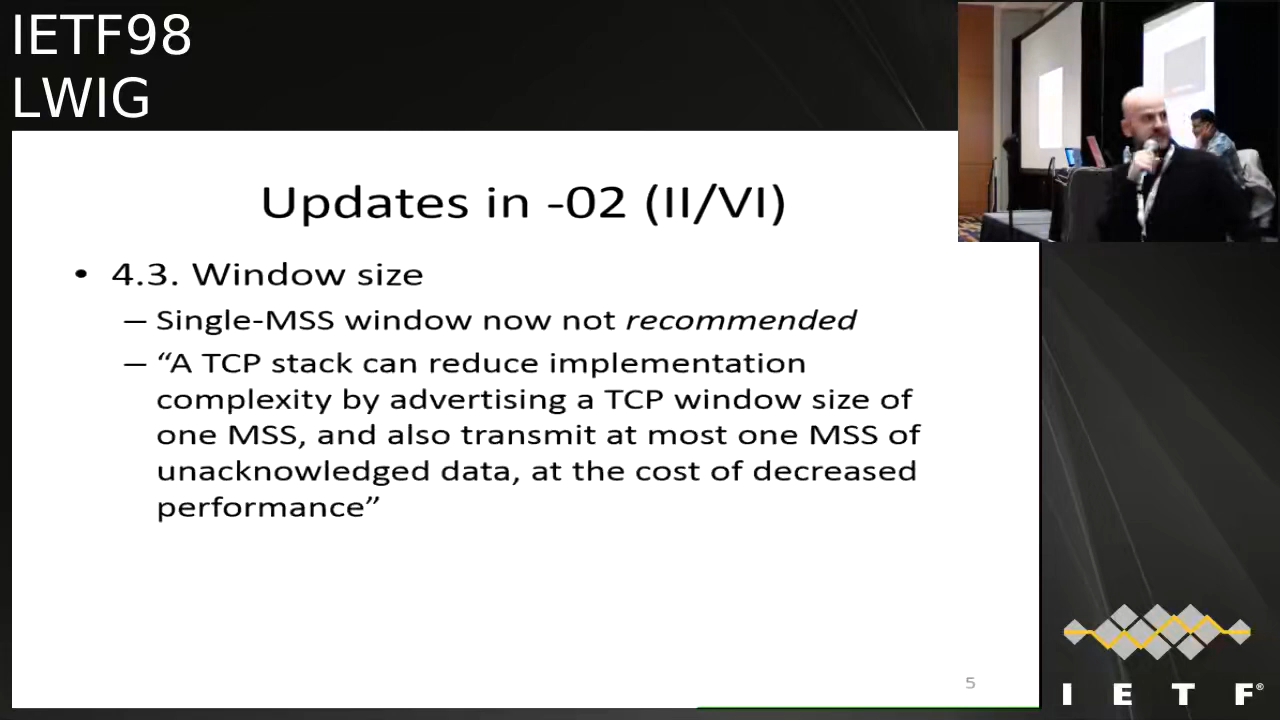 IETF98
LWIG
Updates in -02 (II/VI)
• 4.3. Window size
– Single-MSS window now not recommended
– “A TCP stack can reduce implementation
complexity by advertising a TCP window size of
one MSS, and also transmit at most one MSS of
unacknowledged data, at the cost of decreased
performance”
5
I E T F®